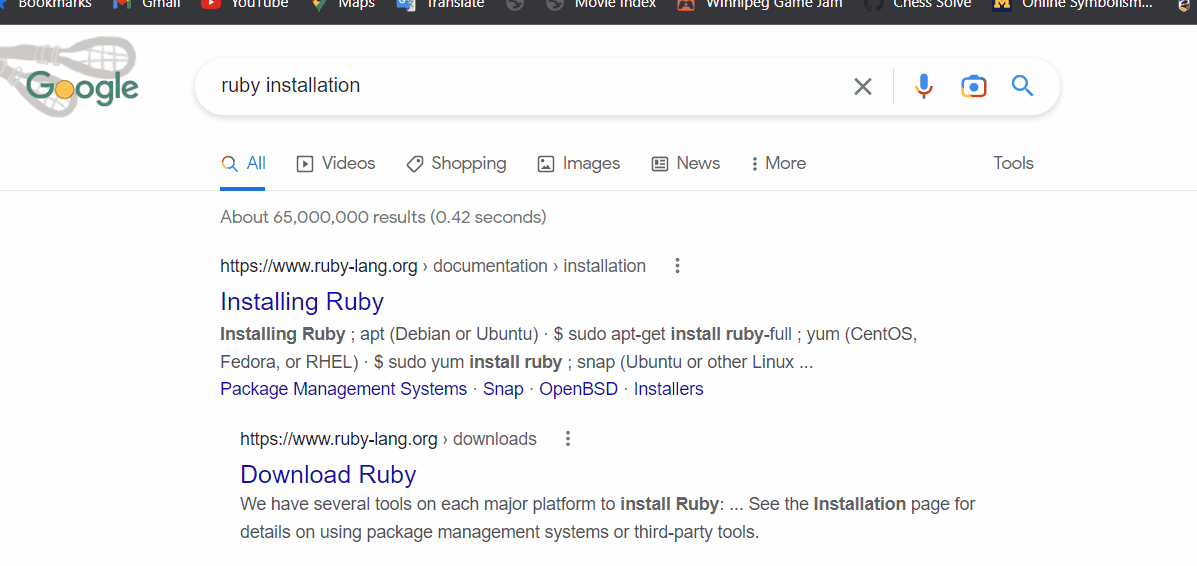 Bookmarks Gmail YouTube Maps Translate Movie Index Winnipeg Game Jam Chess Solve Online Symbolism...
Google
ruby installation
All Videos Shopping Images News More Tools
About 65,000,000 results (0.42 seconds)
https://www.ruby-lang.org › documentation › installation
Installing Ruby
Installing Ruby ; apt (Debian or Ubuntu) · $ sudo apt-get install ruby-full ; yum (CentOS,
Fedora, or RHEL) · $ sudo yum install ruby ; snap (Ubuntu or other Linux ...
Package Management Systems · Snap · OpenBSD · Installers
https://www.ruby-lang.org › downloads
Download Ruby
We have several tools on each major platform to install Ruby: ... See the Installation page for
details on using package management systems or third-party tools.